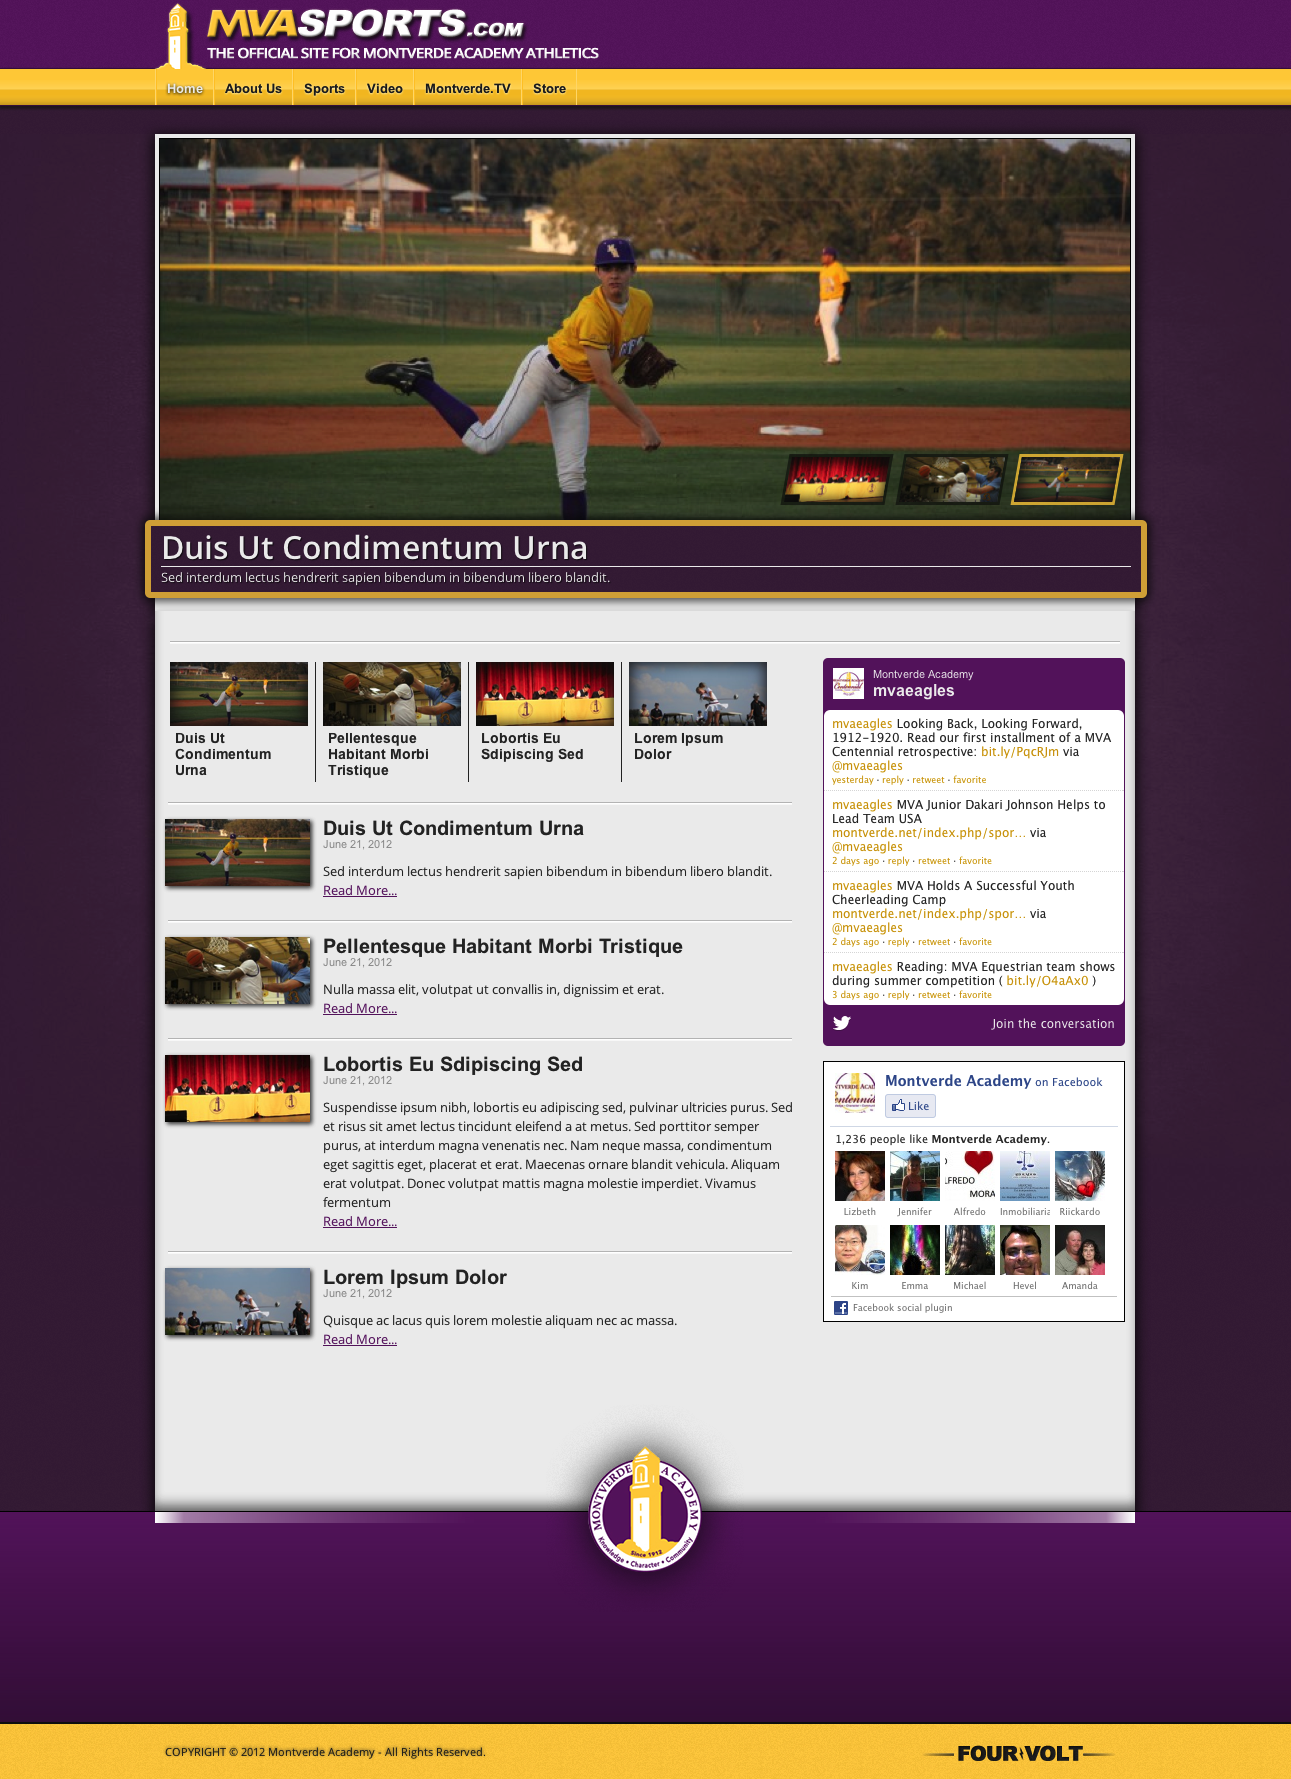 MVASPORTS.COM
THE OFFICIAL SITE FOR MONTVERDE ACADEMY ATHLETICS
Home
About Us
Sports
Video
Montverde.TV
Store
Duis Ut Condimentum Urna
Sed interdum lectus hendrerit sapien bibendum in bibendum libero blandit.
Duis Ut
Condimentum
Urna
Pellentesque
Habitant Morbi
Tristique
Lobortis Eu
Sdipiscing Sed
Lorem Ipsum
Dolor
Duis Ut Condimentum Urna
June 21, 2012
Sed interdum lectus hendrerit sapien bibendum in bibendum libero blandit.
Read More...
Pellentesque Habitant Morbi Tristique
June 21, 2012
Nulla massa elit, volutpat ut convallis in, dignissim et erat.
Read More...
Lobortis Eu Sdipiscing Sed
June 21, 2012
Suspendisse ipsum nibh, lobortis eu adipiscing sed, pulvinar ultricies purus. Sed
et risus sit amet lectus tincidunt eleifend a at metus. Sed porttitor semper
purus, at interdum magna venenatis nec. Nam neque massa, condimentum
eget sagittis eget, placerat et erat. Maecenas ornare blandit vehicula. Aliquam
erat volutpat. Donec volutpat mattis magna molestie imperdiet. Vivamus
fermentum
Read More...
Lorem Ipsum Dolor
June 21, 2012
Quisque ac lacus quis lorem molestie aliquam nec ac massa.
Read More...
Montverde Academy
mvaeagles
mvaeagles Looking Back, Looking Forward,
1912-1920. Read our first installment of a MVA
Centennial retrospective: bit.ly/PqcRJm via
@mvaeagles
yesterday · reply · retweet · favorite
mvaeagles MVA Junior Dakari Johnson Helps to
Lead Team USA
montverde.net/index.php/spor... via
@mvaeagles
2 days ago · reply · retweet · favorite
mvaeagles MVA Holds A Successful Youth
Cheerleading Camp
montverde.net/index.php/spor... via
@mvaeagles
2 days ago · reply · retweet · favorite
mvaeagles Reading: MVA Equestrian team shows
during summer competition ( bit.ly/O4aAx0 )
3 days ago · reply · retweet · favorite
Join the conversation
Montverde Academy on Facebook
Like
1,236 people like Montverde Academy.
LFREDO
MORA
Lizbeth
Jennifer
Alfredo
Inmobiliaria
Riickardo
Kim
Emma
Michael
Hevel
Amanda
Facebook social plugin
MONTVERDE ACADEMY
Since 1912
Knowledge • Character • Community
COPYRIGHT © 2012 Montverde Academy - All Rights Reserved.
FOUR VOLT